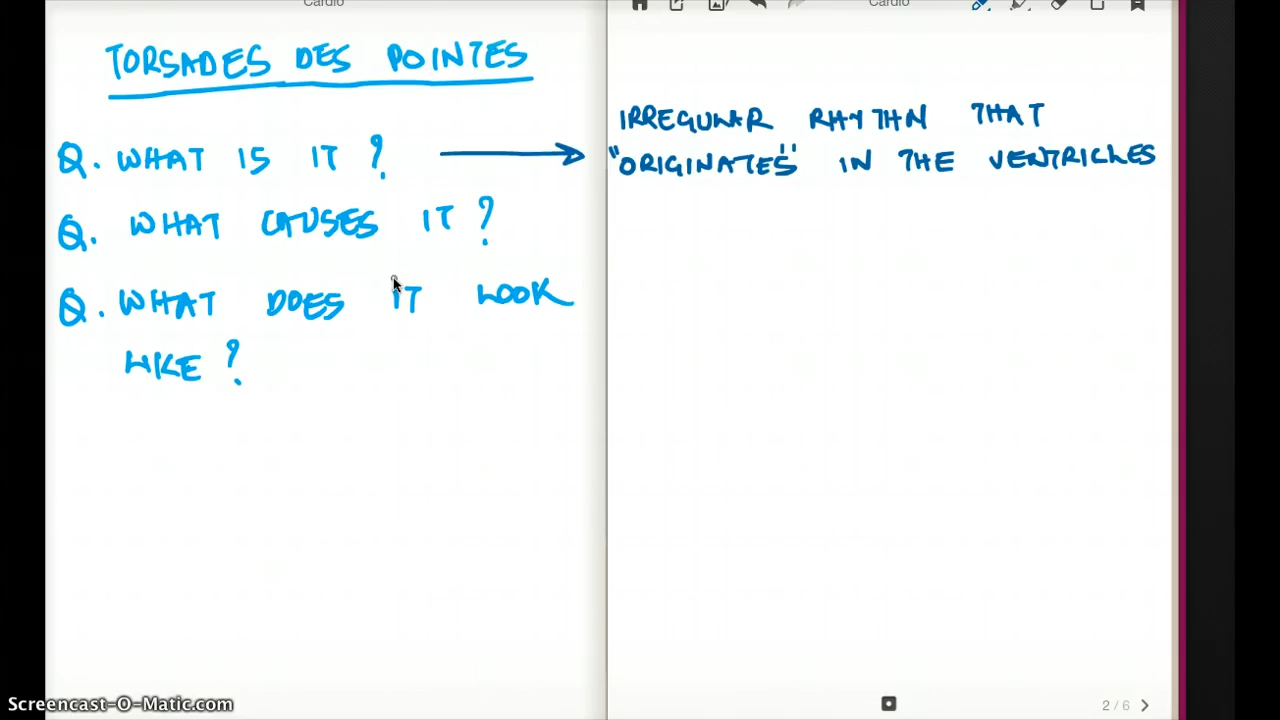 Cardio
Cardio
TORSADES DES POINTES
Q. WHAT IS IT?
Q. WHAT CAUSES IT?
Q. WHAT DOES IT LOOK
LIKE?
IRREGULAR RHYTHM THAT
"ORIGINATES" IN THE VENTRICLES
Screencast-O-Matic.com
2 / 6